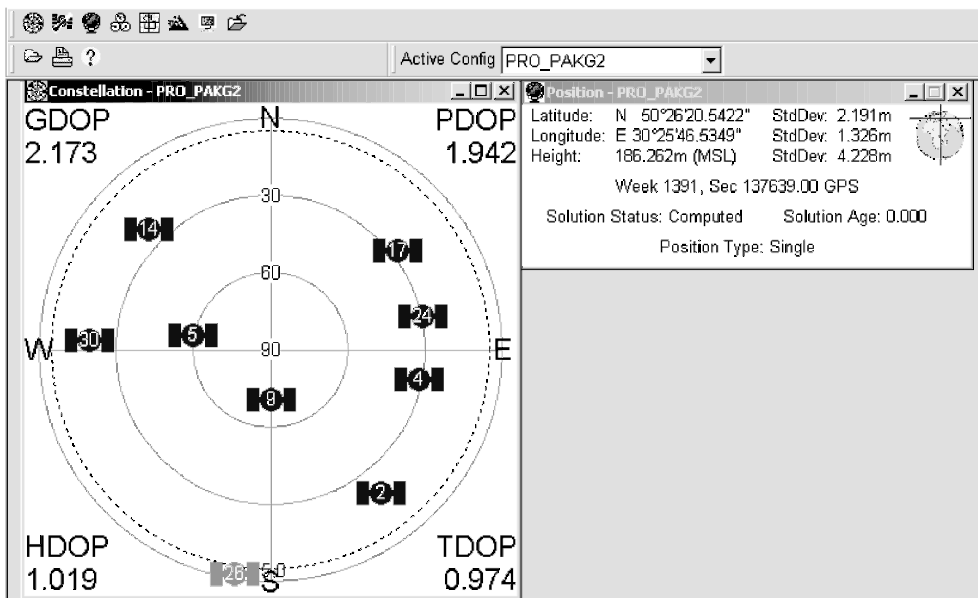 Active Config PRO_PAKG2
Constellation - PRO_PAKG2
GDOP N PDOP
2.173 1.942
30
14
17
60
24
5
30
W 90 E
4
9
2
HDOP TDOP
1.019 26 S 0.974
Position - PRO_PAKG2
Latitude: N 50°26'20.5422" StdDev: 2.191m
Longitude: E 30°25'46.5349" StdDev: 1.326m
Height: 186.262m (MSL) StdDev: 4.228m
Week 1391, Sec 137639.00 GPS
Solution Status: Computed Solution Age: 0.000
Position Type: Single